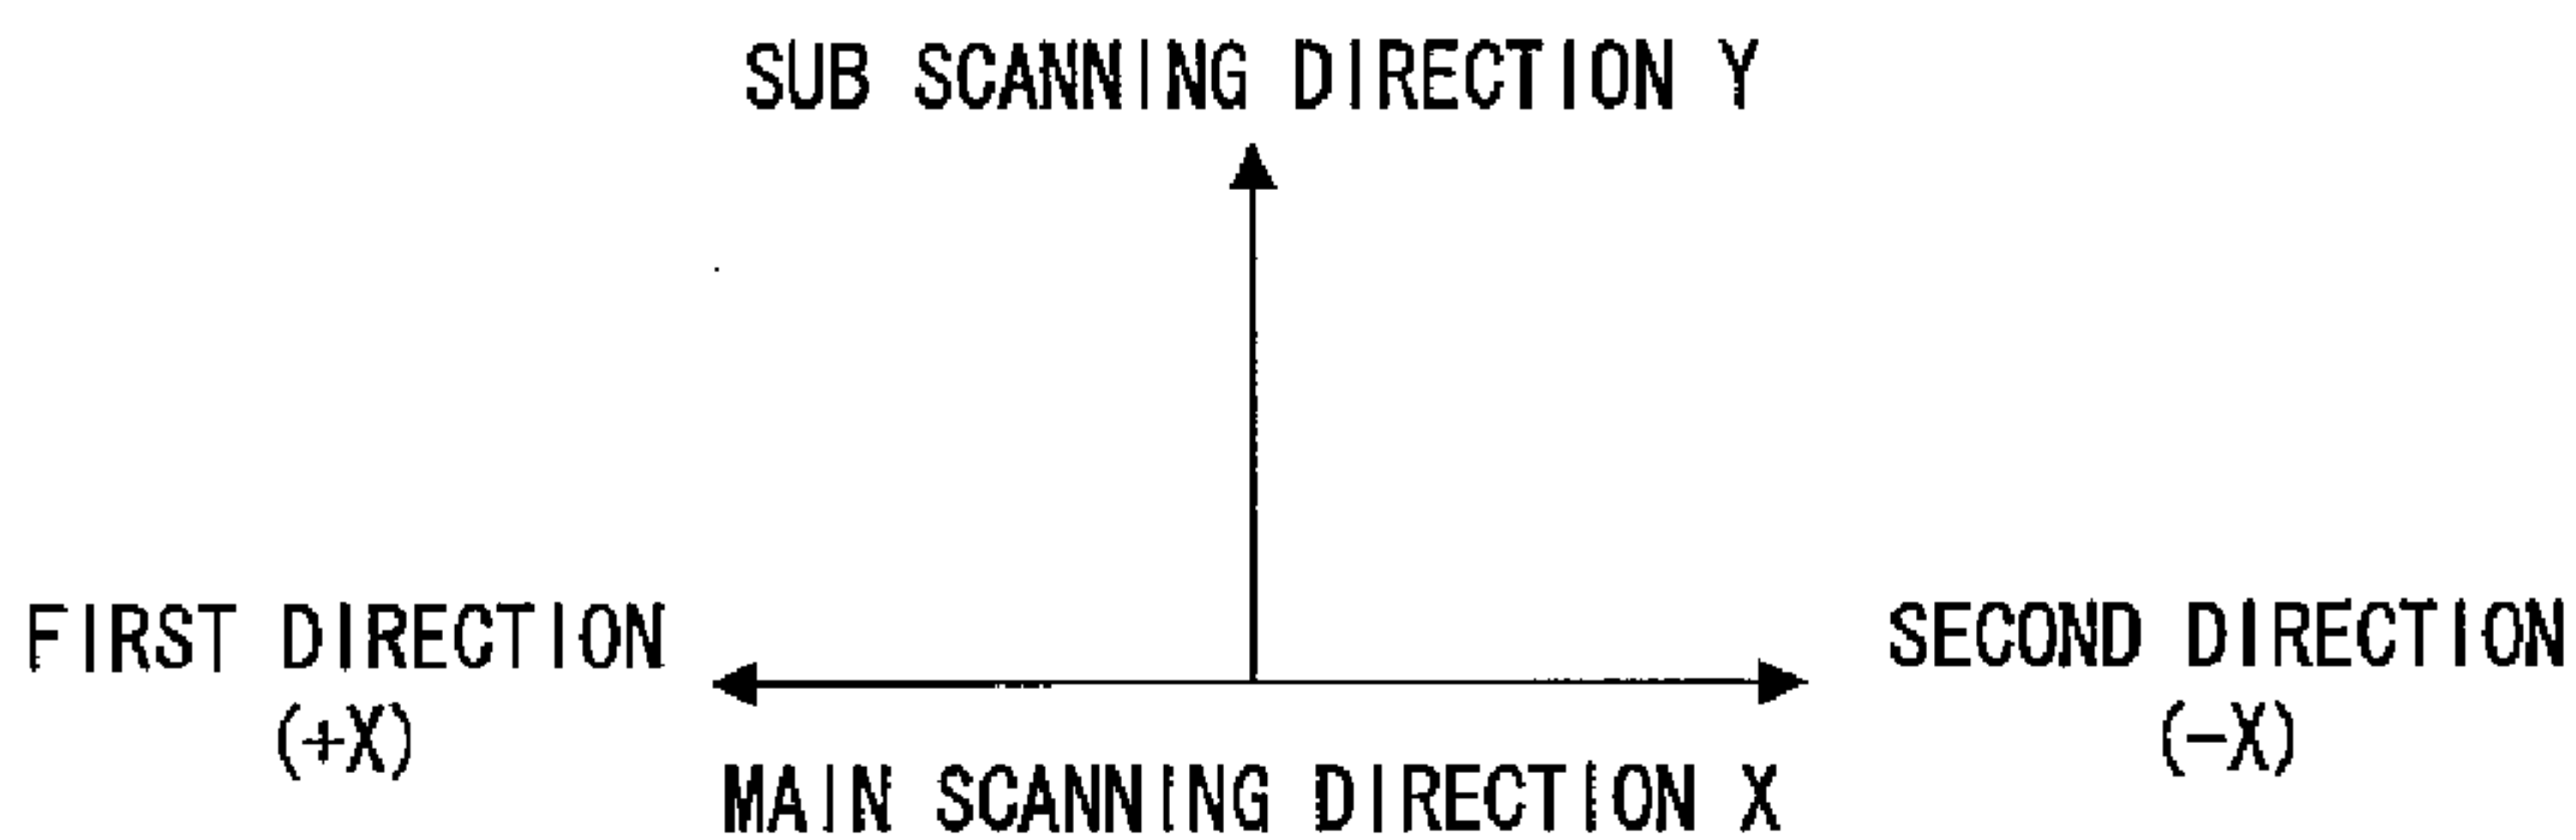 SUB SCANNING DIRECTION Y
FIRST DIRECTION
(+X)
SECOND DIRECTION
(-X)
MAIN SCANNING DIRECTION X